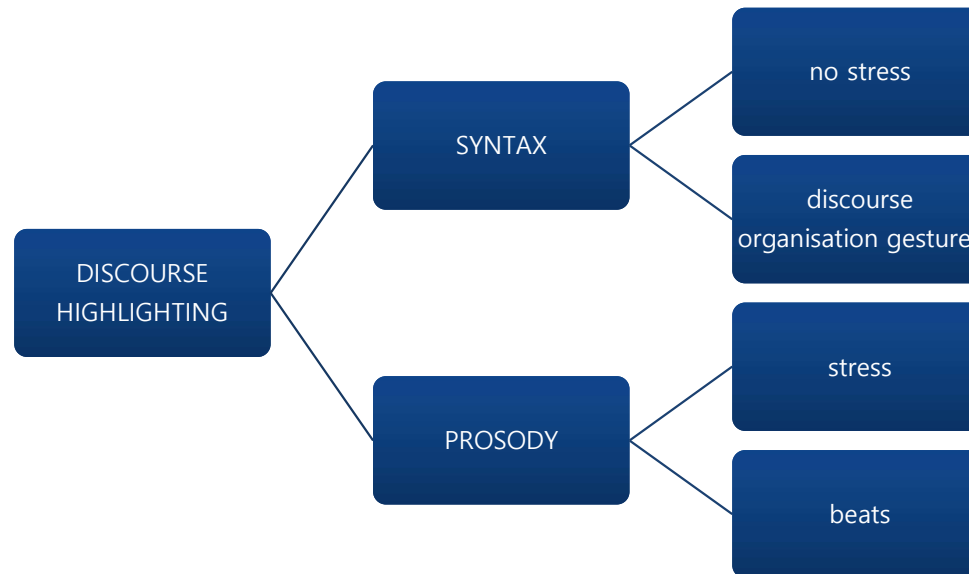 DISCOURSE
HIGHLIGHTING
SYNTAX
no stress
discourse
organisation gesture
PROSODY
stress
beats